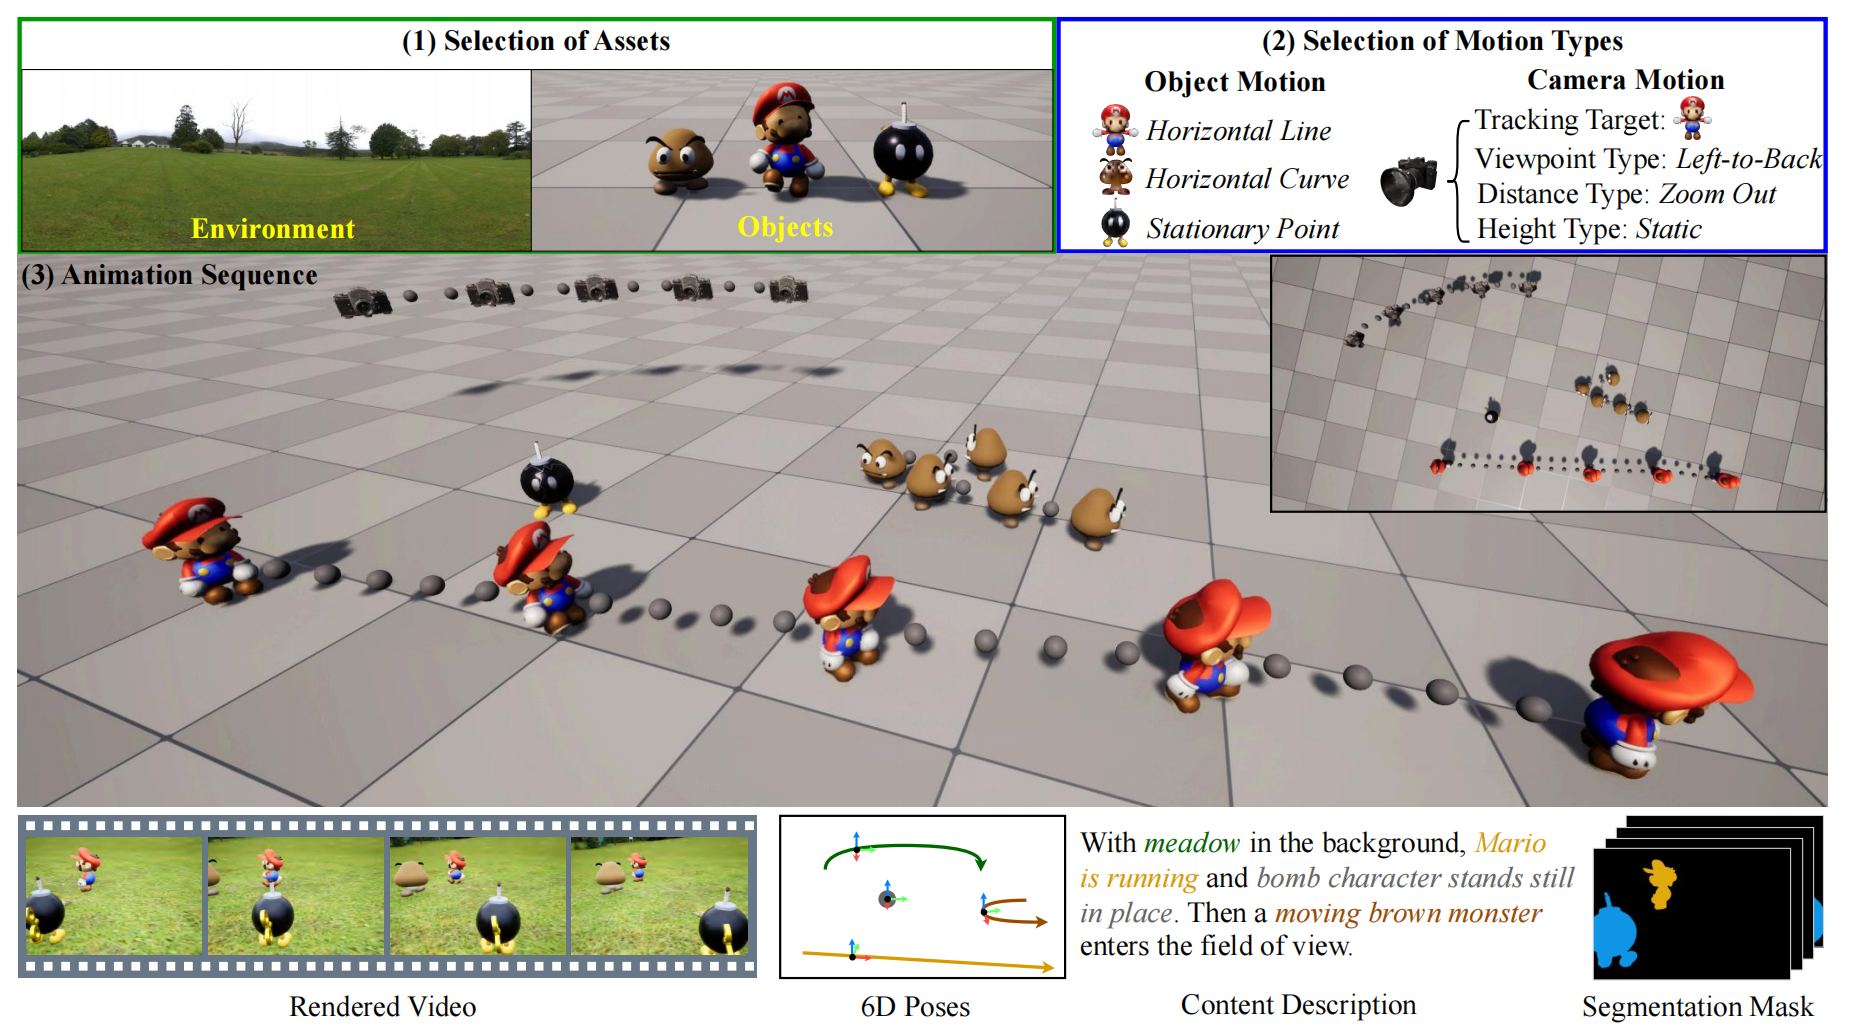 (1) Selection of Assets
Environment
Objects
(2) Selection of Motion Types
Object Motion
Horizontal Line
Horizontal Curve
Stationary Point
Camera Motion
Tracking Target:
Viewpoint Type: Left-to-Back
Distance Type: Zoom Out
Height Type: Static
(3) Animation Sequence
With meadow in the background, Mario
is running and bomb character stands still
in place. Then a moving brown monster
enters the field of view.
Rendered Video
6D Poses
Content Description
Segmentation Mask